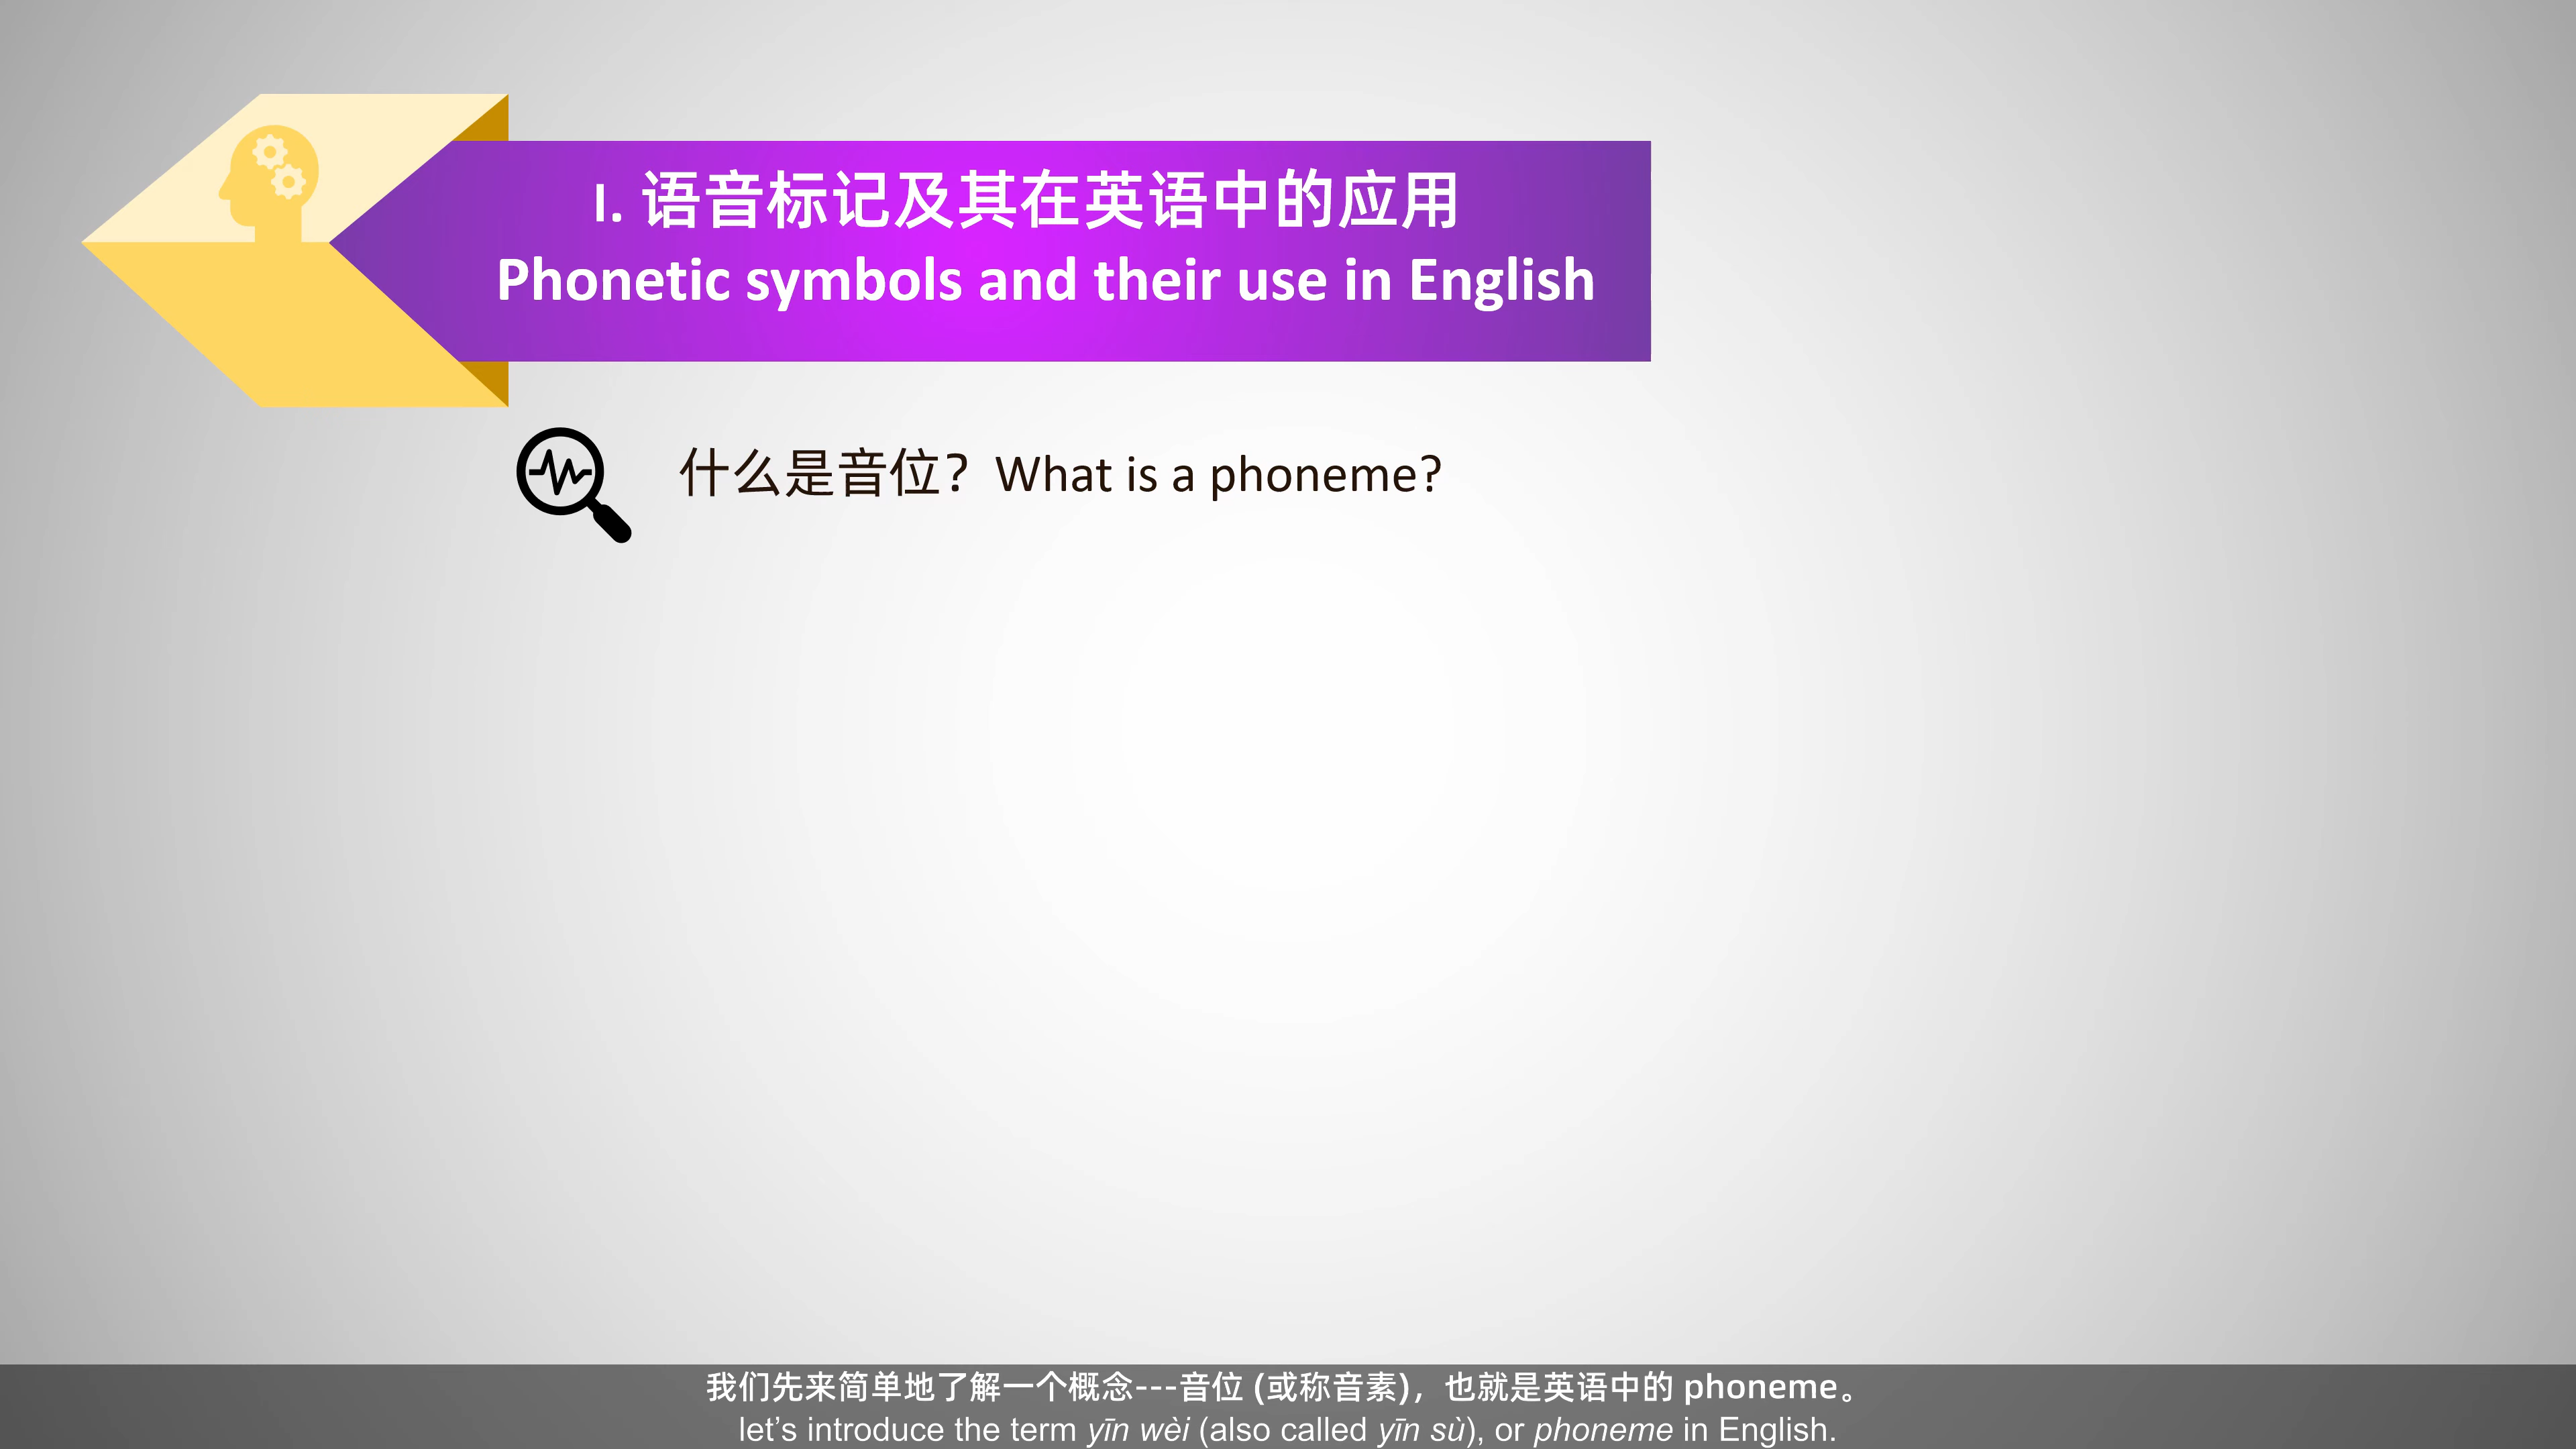 I. 语音标记及其在英语中的应用
Phonetic symbols and their use in English
什么是音位？What is a phoneme?
我们先来简单地了解一个概念---音位 (或称音素)，也就是英语中的 phoneme。
let’s introduce the term yīn wèi (also called yīn sù), or phoneme in English.